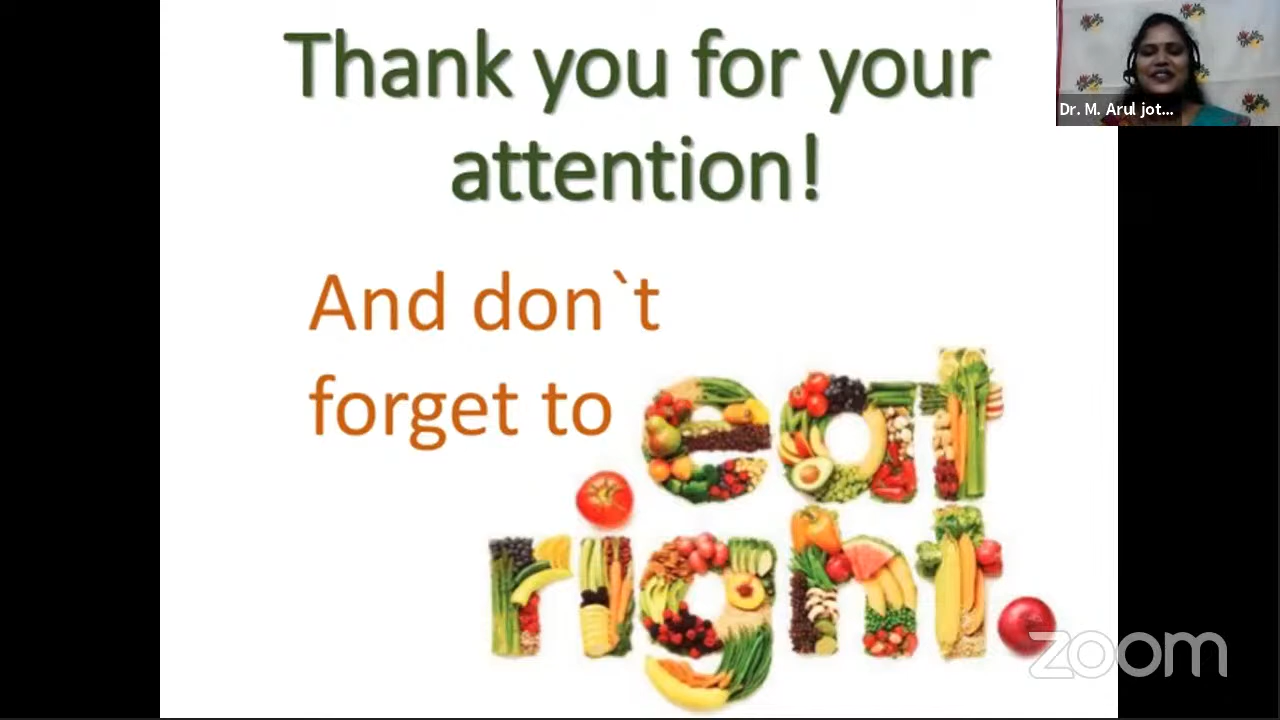 Thank you for your
attention!
Dr. M. Arul jot...
And don`t
forget to
eat
right.
zoom